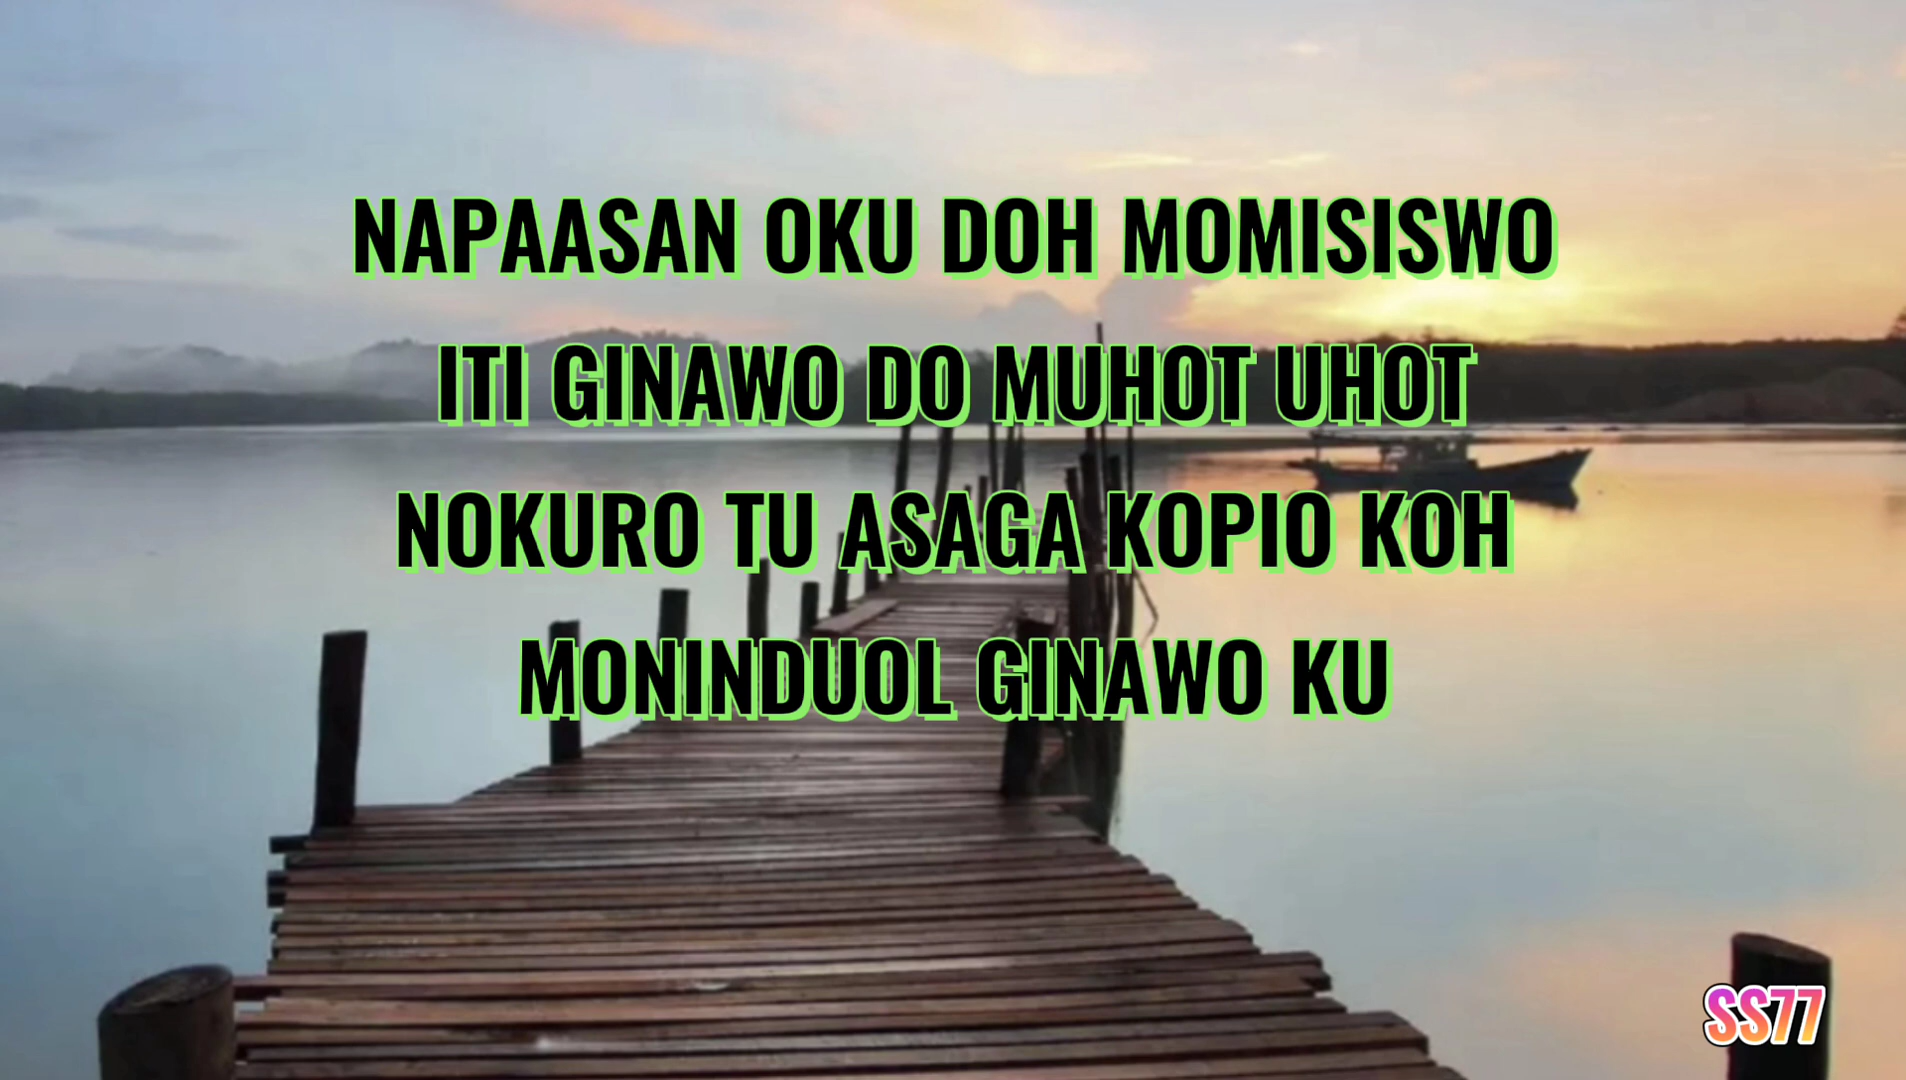 NAPAASAN OKU DOH MOMISISWO
ITI GINAWO DO MUHOT UHOT
NOKURO TU ASAGA KOPIO KOH
MONINDUOL GINAWO KU
SS77